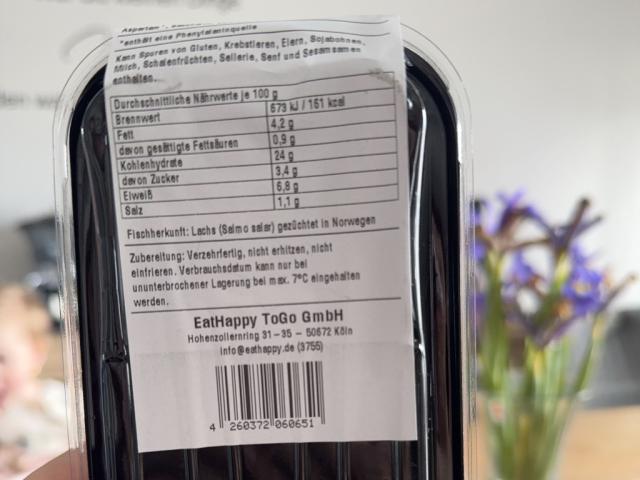 *enthält eine Phenylalaninquelle
Kann Spuren von Gluten, Krebstieren, Eiern, Sojabohnen,
Milch, Schalenfrüchten, Sellerie, Senf und Sesamsamen
enthalten.
Durchschnittliche Nährwerte je 100 g
Brennwert 673 kJ / 161 kcal
Fett 4,2 g
davon gesättigte Fettsäuren 0,9 g
Kohlenhydrate 24 g
davon Zucker 3,4 g
Eiweiß 6,8 g
Salz 1,1 g
Fischherkunft: Lachs (Salmo salar) gezüchtet in Norwegen
Zubereitung: Verzehrfertig, nicht erhitzen, nicht
einfrieren. Verbrauchsdatum kann nur bei
ununterbrochener Lagerung bei max. 7°C eingehalten
werden.
EatHappy ToGo GmbH
Hohenzollernring 31-35 - 50672 Köln
info@eathappy.de (3755)
4 260372 060651